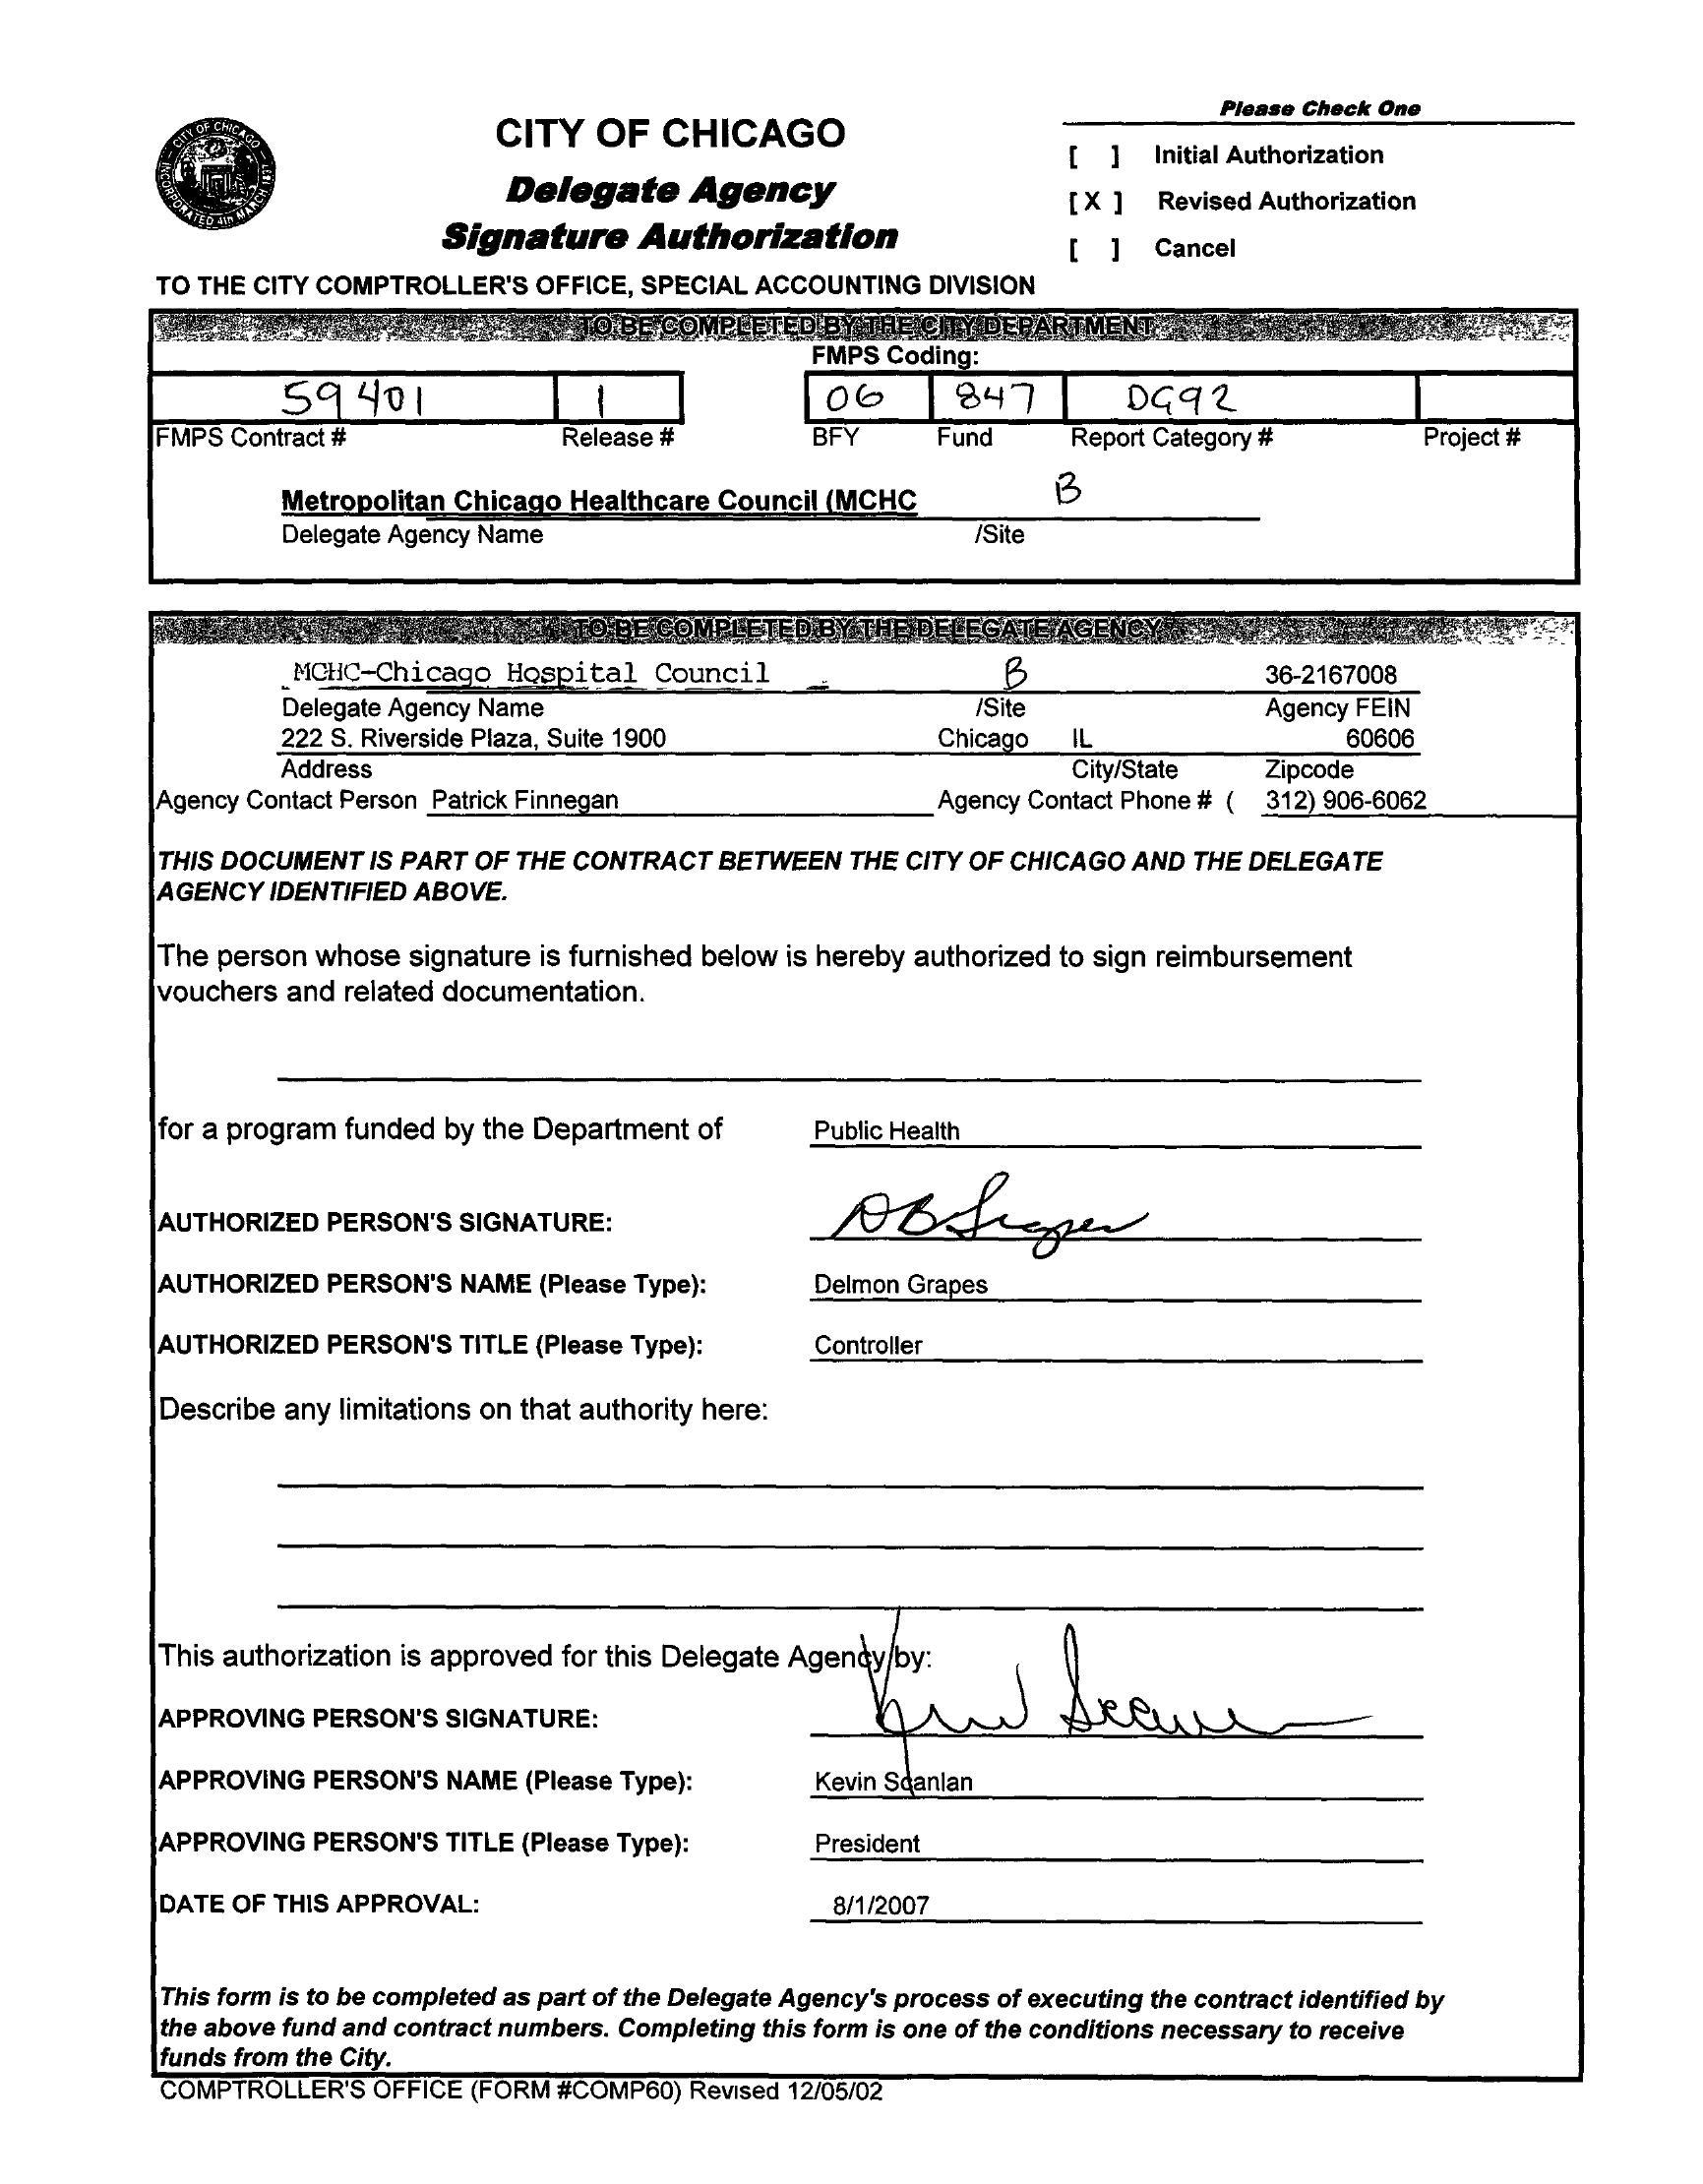 CITY OF CHICAGO
INCORPORATED 4th MARCH 1837
CITY OF CHICAGO
Delegate Agency
Signature Authorization
Please Check One
[ ] Initial Authorization
[X] Revised Authorization
[ ] Cancel
TO THE CITY COMPTROLLER'S OFFICE, SPECIAL ACCOUNTING DIVISION
TO BE COMPLETED BY THE CITY DEPARTMENT
FMPS Coding:
59401 1 06 847 DG92
FMPS Contract # Release # BFY Fund Report Category # Project #
Metropolitan Chicago Healthcare Council (MCHC B
Delegate Agency Name /Site
TO BE COMPLETED BY THE DELEGATE AGENCY
MCHC-Chicago Hospital Council B 36-2167008
Delegate Agency Name /Site Agency FEIN
222 S. Riverside Plaza, Suite 1900 Chicago IL 60606
Address City/State Zipcode
Agency Contact Person Patrick Finnegan Agency Contact Phone # ( 312) 906-6062
THIS DOCUMENT IS PART OF THE CONTRACT BETWEEN THE CITY OF CHICAGO AND THE DELEGATE
AGENCY IDENTIFIED ABOVE.
The person whose signature is furnished below is hereby authorized to sign reimbursement
vouchers and related documentation.
for a program funded by the Department of Public Health
AUTHORIZED PERSON'S SIGNATURE:
AUTHORIZED PERSON'S NAME (Please Type): Delmon Grapes
AUTHORIZED PERSON'S TITLE (Please Type): Controller
Describe any limitations on that authority here:
This authorization is approved for this Delegate Agency by:
APPROVING PERSON'S SIGNATURE:
APPROVING PERSON'S NAME (Please Type): Kevin Scanlan
APPROVING PERSON'S TITLE (Please Type): President
DATE OF THIS APPROVAL: 8/1/2007
This form is to be completed as part of the Delegate Agency's process of executing the contract identified by
the above fund and contract numbers. Completing this form is one of the conditions necessary to receive
funds from the City.
COMPTROLLER'S OFFICE (FORM #COMP60) Revised 12/05/02